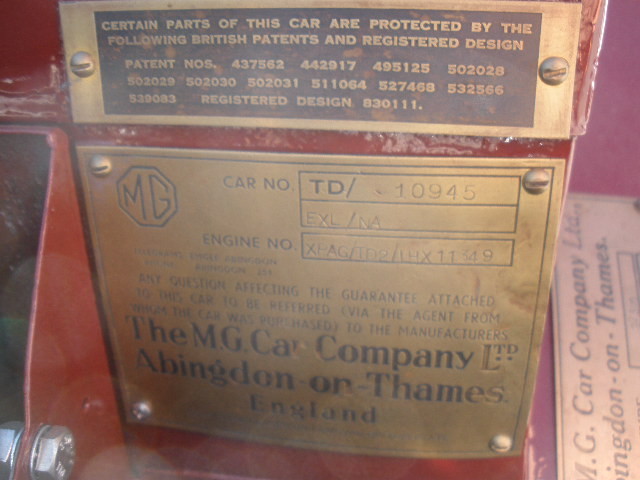 CERTAIN PARTS OF THIS CAR ARE PROTECTED BY THE
FOLLOWING BRITISH PATENTS AND REGISTERED DESIGN
PATENT NOS. 437562 442917 495125 502028
502029 502030 502031 511064 527468 532566
539083 REGISTERED DESIGN 830111.
MG
CAR NO. TD/ 10945
EXL/NA
ENGINE NO. XPAG/TD2/LHX11349
ABINGDON
ANY QUESTION AFFECTING THE GUARANTEE ATTACHED
TO THIS CAR TO BE REFERRED (VIA THE AGENT FROM
WHOM THE CAR WAS PURCHASED) TO THE MANUFACTURERS
The M.G. Car Company LTD
Abingdon-on-Thames.
England
M.G. Car Company Ltd.
ingdon-on-Thames.